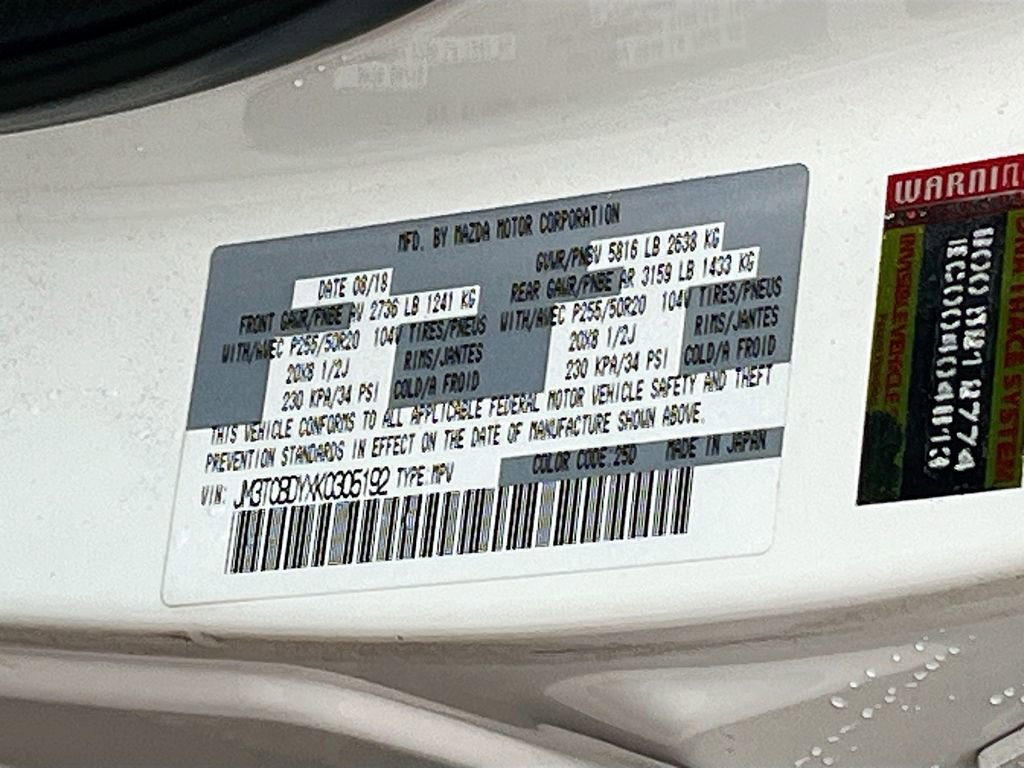 MFD. BY MAZDA MOTOR CORPORATION
DATE 08/18 GVWR/PNBV 5816 LB 2638 KG
FRONT GAWR/PNBE AV 2736 LB 1241 KG REAR GAWR/PNBE AR 3159 LB 1433 KG
WITH/AVEC P255/50R20 104V TIRES/PNEUS WITH/AVEC P255/50R20 104V TIRES/PNEUS
20X8 1/2J RIMS/JANTES 20X8 1/2J RIMS/JANTES
230 KPA/34 PSI COLD/A FROID 230 KPA/34 PSI COLD/A FROID
THIS VEHICLE CONFORMS TO ALL APPLICABLE FEDERAL MOTOR VEHICLE SAFETY AND THEFT
PREVENTION STANDARDS IN EFFECT ON THE DATE OF MANUFACTURE SHOWN ABOVE.
VIN: JM3TCBDYXK0305192 TYPE:MPV COLOR CODE:25D MADE IN JAPAN
WARNING